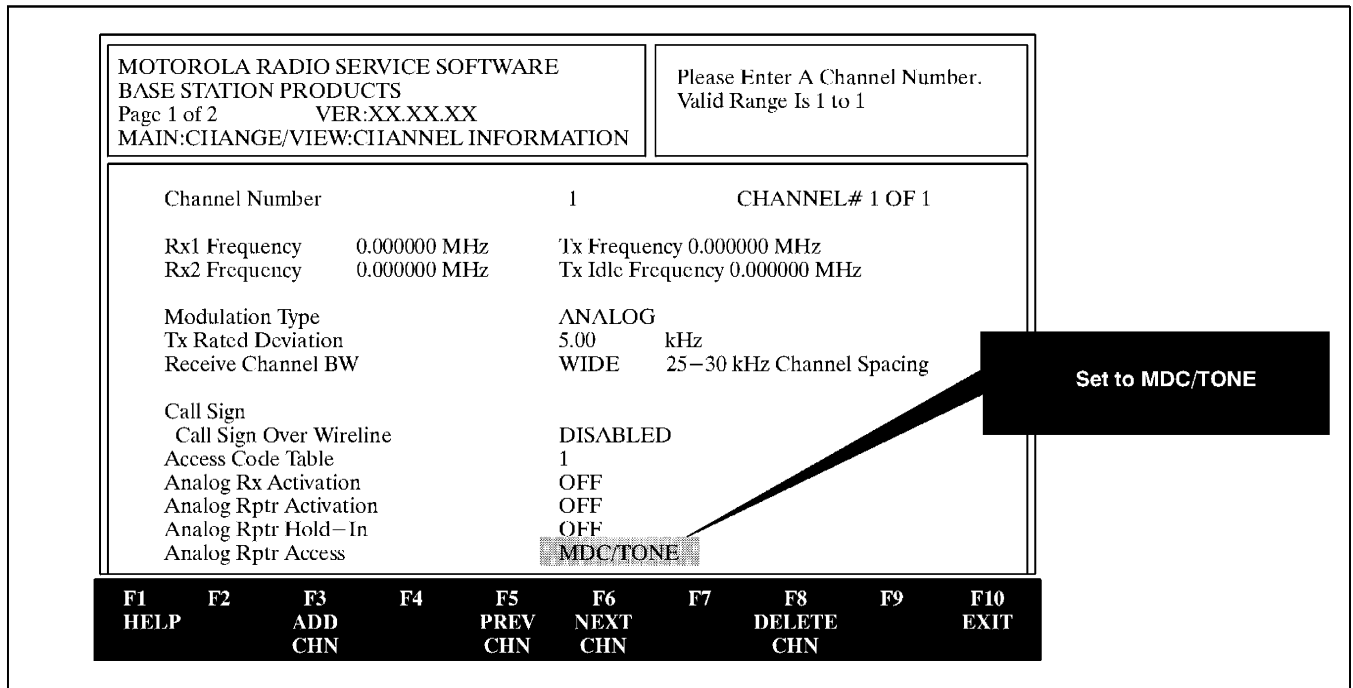 MOTOROLA RADIO SERVICE SOFTWARE
BASE STATION PRODUCTS
Page 1 of 2 VER:XX.XX.XX
MAIN:CHANGE/VIEW:CHANNEL INFORMATION
Please Enter A Channel Number.
Valid Range Is 1 to 1
Channel Number 1 CHANNEL# 1 OF 1
Rx1 Frequency 0.000000 MHz Tx Frequency 0.000000 MHz
Rx2 Frequency 0.000000 MHz Tx Idle Frequency 0.000000 MHz
Modulation Type ANALOG
Tx Rated Deviation 5.00 kHz
Receive Channel BW WIDE 25−30 kHz Channel Spacing
Call Sign
Call Sign Over Wireline DISABLED
Access Code Table 1
Analog Rx Activation OFF
Analog Rptr Activation OFF
Analog Rptr Hold−In OFF
Analog Rptr Access MDC/TONE
Set to MDC/TONE
F1 F2 F3 F4 F5 F6 F7 F8 F9 F10
HELP ADD PREV NEXT DELETE EXIT
CHN CHN CHN CHN